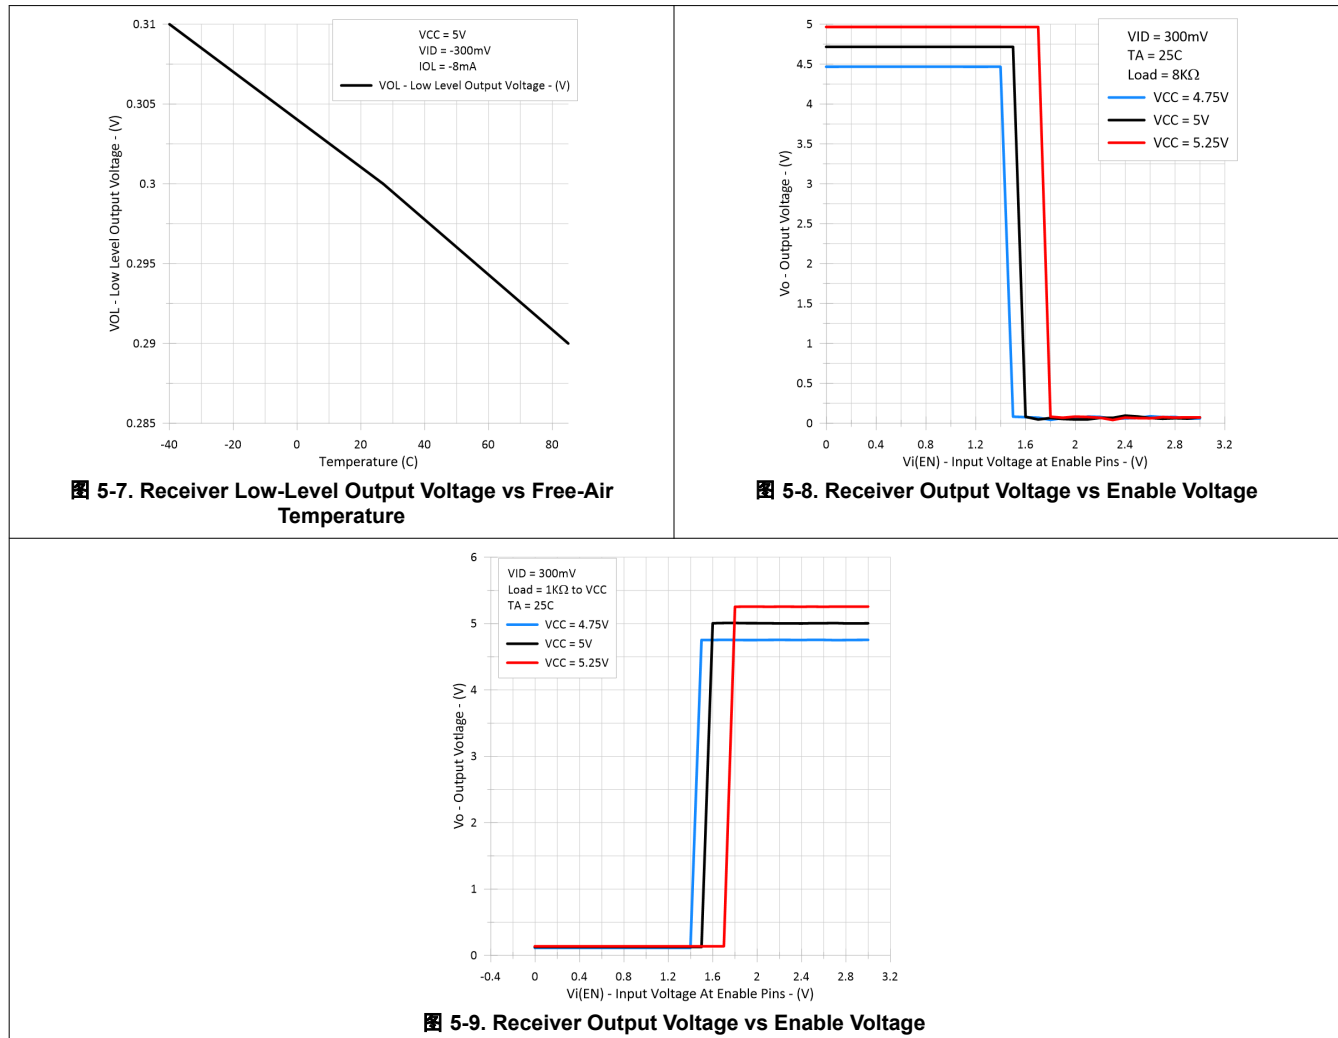 0.31
0.305
0.3
0.295
0.29
0.285
VOL - Low Level Output Voltage - (V)
VCC = 5V
VID = -300mV
IOL = -8mA
VOL - Low Level Output Voltage - (V)
-40
-20
0
20
40
60
80
Temperature (C)
图 5-7. Receiver Low-Level Output Voltage vs Free-Air
Temperature
5
4.5
4
3.5
3
2.5
2
1.5
1
0.5
0
Vo - Output Voltage - (V)
VID = 300mV
TA = 25C
Load = 8KΩ
VCC = 4.75V
VCC = 5V
VCC = 5.25V
0
0.4
0.8
1.2
1.6
2
2.4
2.8
3.2
Vi(EN) - Input Voltage at Enable Pins - (V)
图 5-8. Receiver Output Voltage vs Enable Voltage
6
5
4
3
2
1
0
Vo - Output Votlage - (V)
VID = 300mV
Load = 1KΩ to VCC
TA = 25C
VCC = 4.75V
VCC = 5V
VCC = 5.25V
-0.4
0
0.4
0.8
1.2
1.6
2
2.4
2.8
3.2
Vi(EN) - Input Voltage At Enable Pins - (V)
图 5-9. Receiver Output Voltage vs Enable Voltage